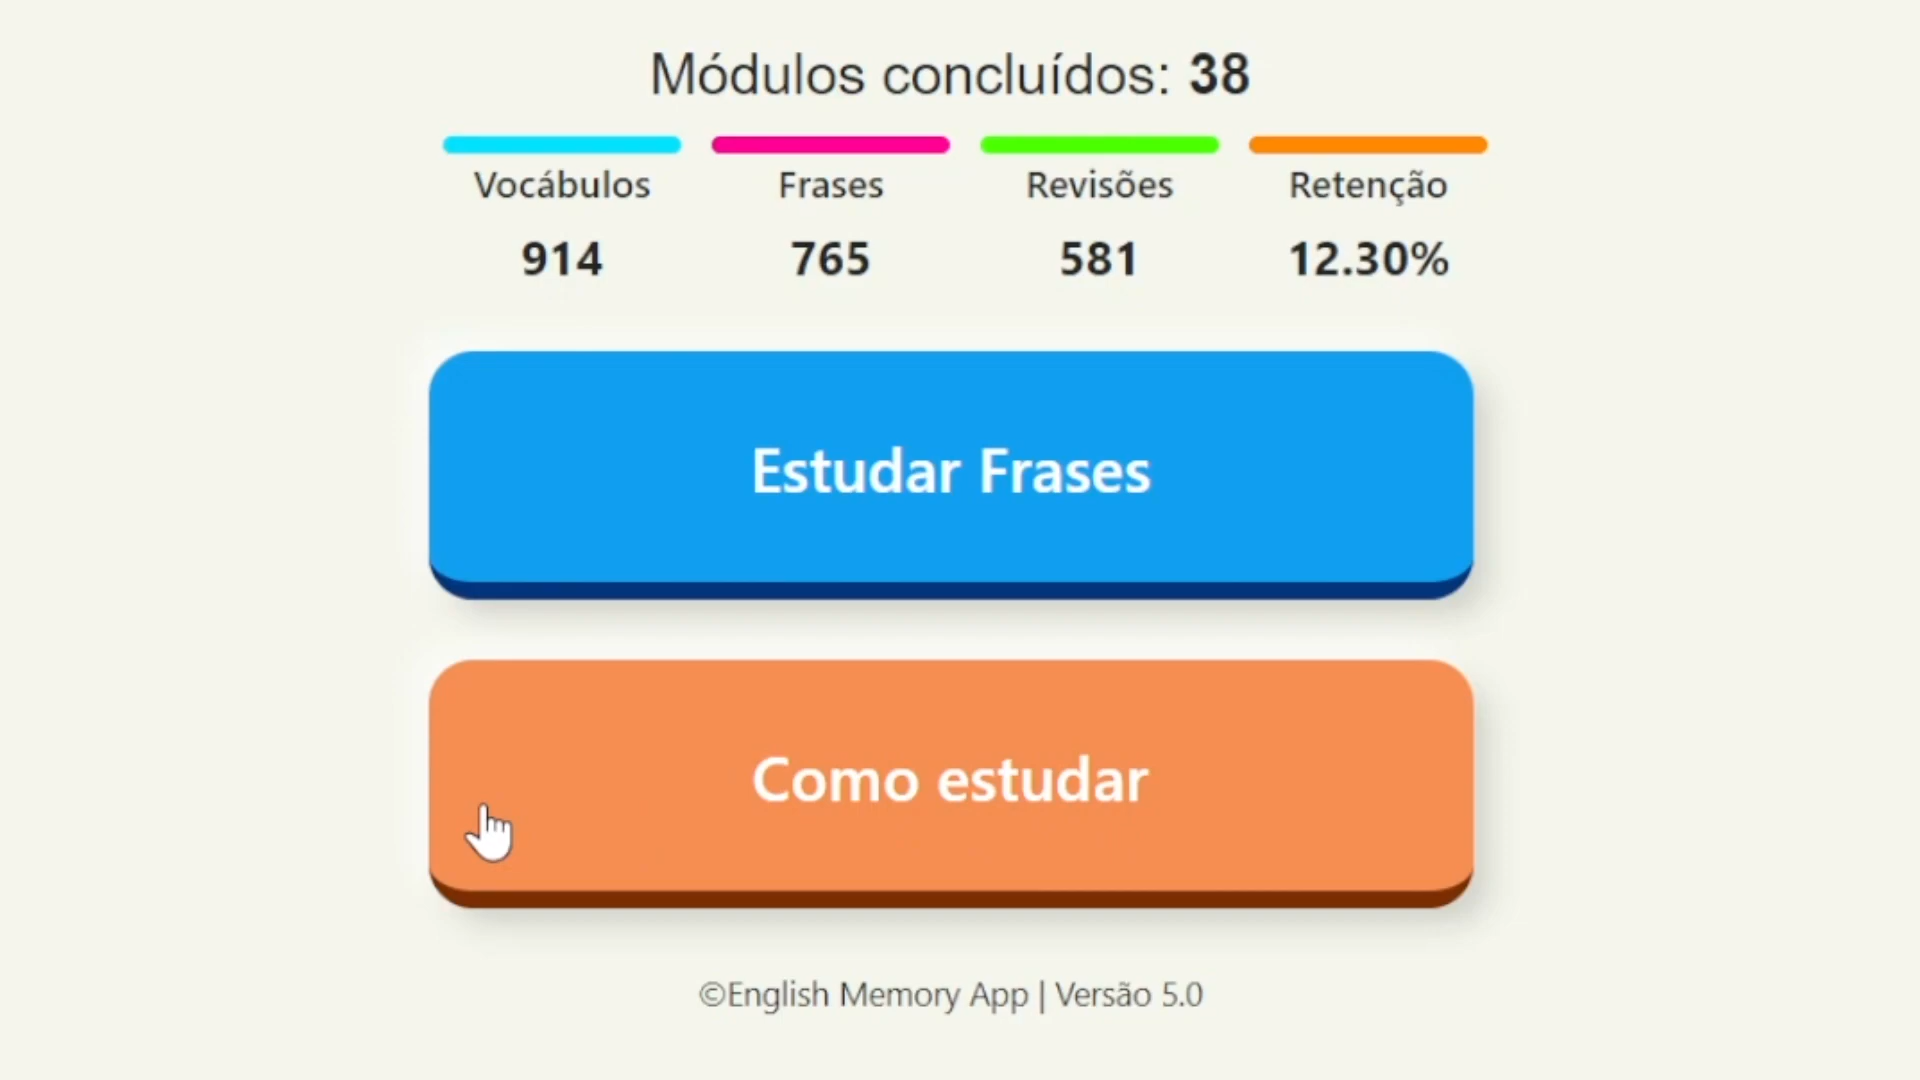 Módulos concluídos: 38
Vocábulos Frases Revisões Retenção
914 765 581 12.30%
Estudar Frases
Como estudar
©English Memory App | Versão 5.0